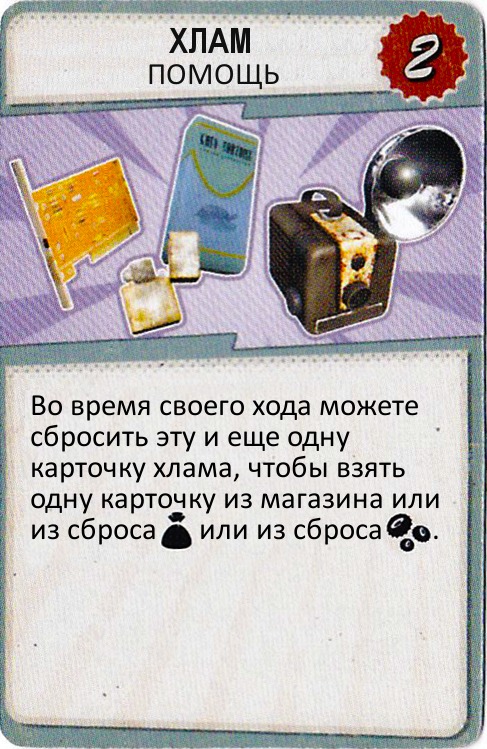 ХЛАМ
ПОМОЩЬ
2
Во время своего хода можете
сбросить эту и еще одну
карточку хлама, чтобы взять
одну карточку из магазина или
из сброса или из сброса .